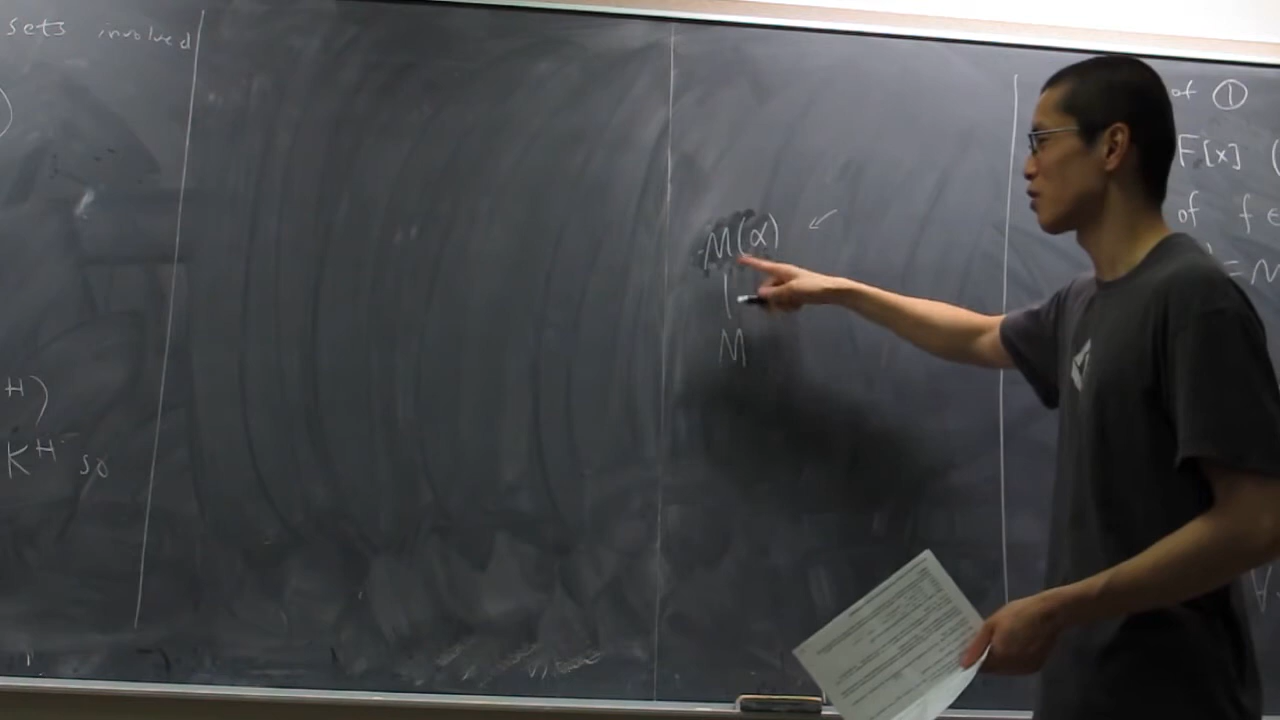 sets involved
)
H)
K^H so
M(α) ↙
|
M
of ①
F[x] (
of f ∈
= M
∀